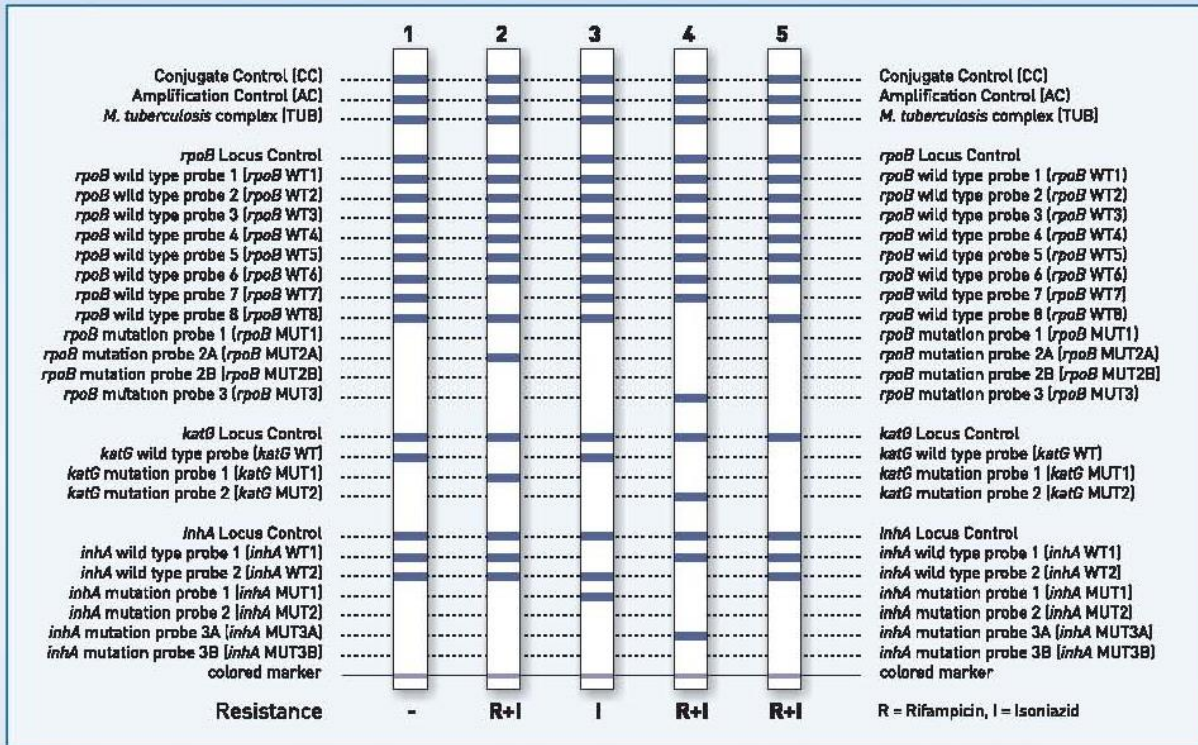 1 2 3 4 5
Conjugate Control (CC) Conjugate Control (CC)
Amplification Control (AC) Amplification Control (AC)
M. tuberculosis complex (TUB) M. tuberculosis complex (TUB)
rpoB Locus Control rpoB Locus Control
rpoB wild type probe 1 (rpoB WT1) rpoB wild type probe 1 (rpoB WT1)
rpoB wild type probe 2 (rpoB WT2) rpoB wild type probe 2 (rpoB WT2)
rpoB wild type probe 3 (rpoB WT3) rpoB wild type probe 3 (rpoB WT3)
rpoB wild type probe 4 (rpoB WT4) rpoB wild type probe 4 (rpoB WT4)
rpoB wild type probe 5 (rpoB WT5) rpoB wild type probe 5 (rpoB WT5)
rpoB wild type probe 6 (rpoB WT6) rpoB wild type probe 6 (rpoB WT6)
rpoB wild type probe 7 (rpoB WT7) rpoB wild type probe 7 (rpoB WT7)
rpoB wild type probe 8 (rpoB WT8) rpoB wild type probe 8 (rpoB WT8)
rpoB mutation probe 1 (rpoB MUT1) rpoB mutation probe 1 (rpoB MUT1)
rpoB mutation probe 2A (rpoB MUT2A) rpoB mutation probe 2A (rpoB MUT2A)
rpoB mutation probe 2B (rpoB MUT2B) rpoB mutation probe 2B (rpoB MUT2B)
rpoB mutation probe 3 (rpoB MUT3) rpoB mutation probe 3 (rpoB MUT3)
katG Locus Control katG Locus Control
katG wild type probe (katG WT) katG wild type probe (katG WT)
katG mutation probe 1 (katG MUT1) katG mutation probe 1 (katG MUT1)
katG mutation probe 2 (katG MUT2) katG mutation probe 2 (katG MUT2)
inhA Locus Control inhA Locus Control
inhA wild type probe 1 (inhA WT1) inhA wild type probe 1 (inhA WT1)
inhA wild type probe 2 (inhA WT2) inhA wild type probe 2 (inhA WT2)
inhA mutation probe 1 (inhA MUT1) inhA mutation probe 1 (inhA MUT1)
inhA mutation probe 2 (inhA MUT2) inhA mutation probe 2 (inhA MUT2)
inhA mutation probe 3A (inhA MUT3A) inhA mutation probe 3A (inhA MUT3A)
inhA mutation probe 3B (inhA MUT3B) inhA mutation probe 3B (inhA MUT3B)
colored marker colored marker
Resistance - R+I I R+I R+I R = Rifampicin, I = Isoniazid